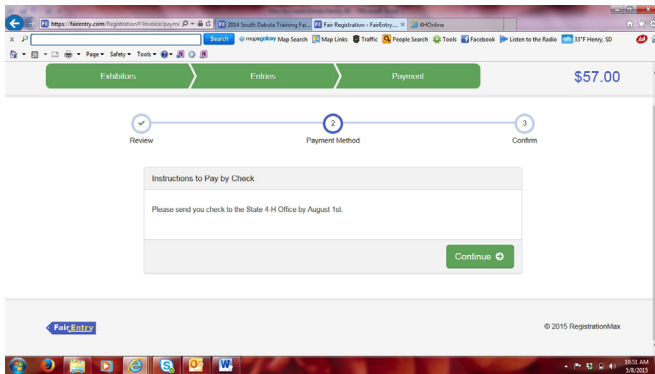 https://fairentry.com/Registration#!invoice/payme
2014 South Dakota Training Fai...
Fair Registration - FairEntry....
4HOnline
Search
mapsgalaxy
Map Search
Map Links
Traffic
People Search
Tools
Facebook
Listen to the Radio
33°F Henry, SD
Page
Safety
Tools
Exhibitors
Entries
Payment
$57.00
2
3
Review
Payment Method
Confirm
Instructions to Pay by Check
Please send you check to the State 4-H Office by August 1st.
Continue
FairEntry
© 2015 RegistrationMax
10:51 AM
5/8/2015